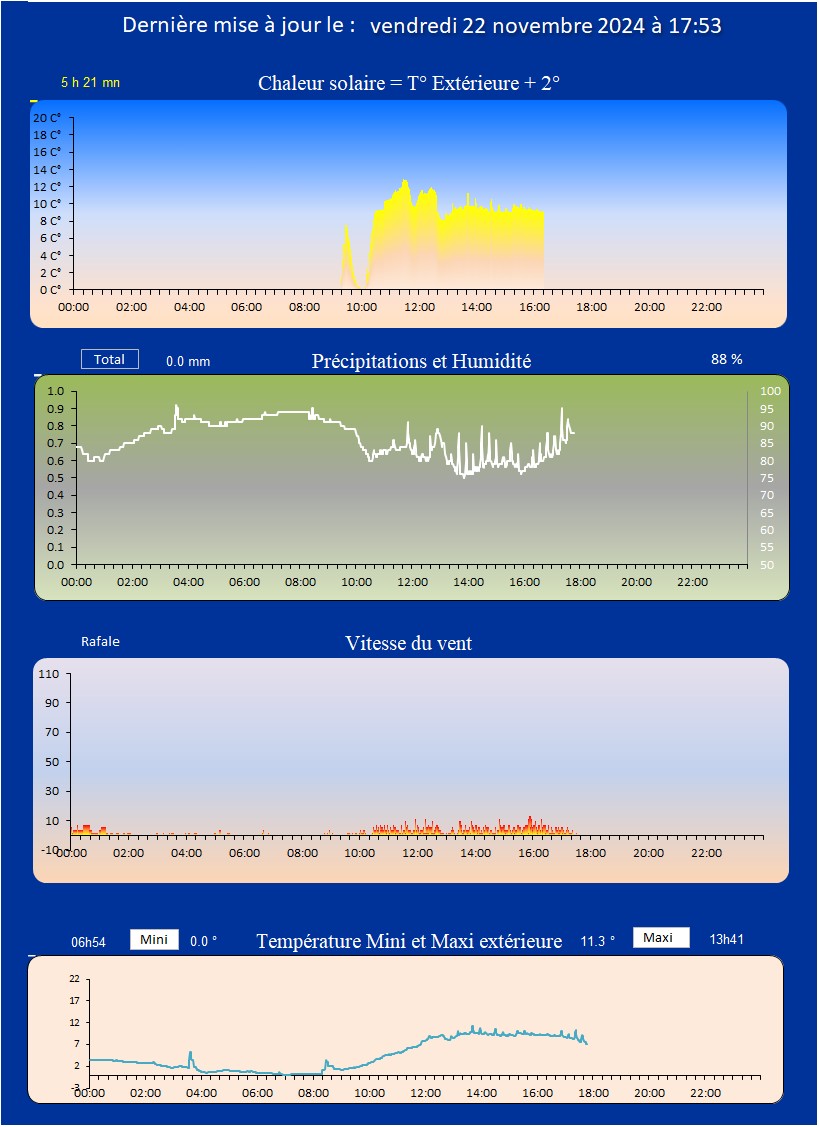 Dernière mise à jour le : vendredi 22 novembre 2024 à 17:53
5 h 21 mn Chaleur solaire = T° Extérieure + 2°
20 C°
18 C°
16 C°
14 C°
12 C°
10 C°
8 C°
6 C°
4 C°
2 C°
0 C°
00:00 02:00 04:00 06:00 08:00 10:00 12:00 14:00 16:00 18:00 20:00 22:00
Total 0.0 mm Précipitations et Humidité 88 %
1.0 100
0.9 95
0.8 90
0.7 85
0.6 80
0.5 75
0.4 70
0.3 65
0.2 60
0.1 55
0.0 50
00:00 02:00 04:00 06:00 08:00 10:00 12:00 14:00 16:00 18:00 20:00 22:00
Rafale Vitesse du vent
110
90
70
50
30
10
-10
00:00 02:00 04:00 06:00 08:00 10:00 12:00 14:00 16:00 18:00 20:00 22:00
06h54 Mini 0.0 ° Température Mini et Maxi extérieure 11.3 ° Maxi 13h41
22
17
12
7
2
-3
00:00 02:00 04:00 06:00 08:00 10:00 12:00 14:00 16:00 18:00 20:00 22:00